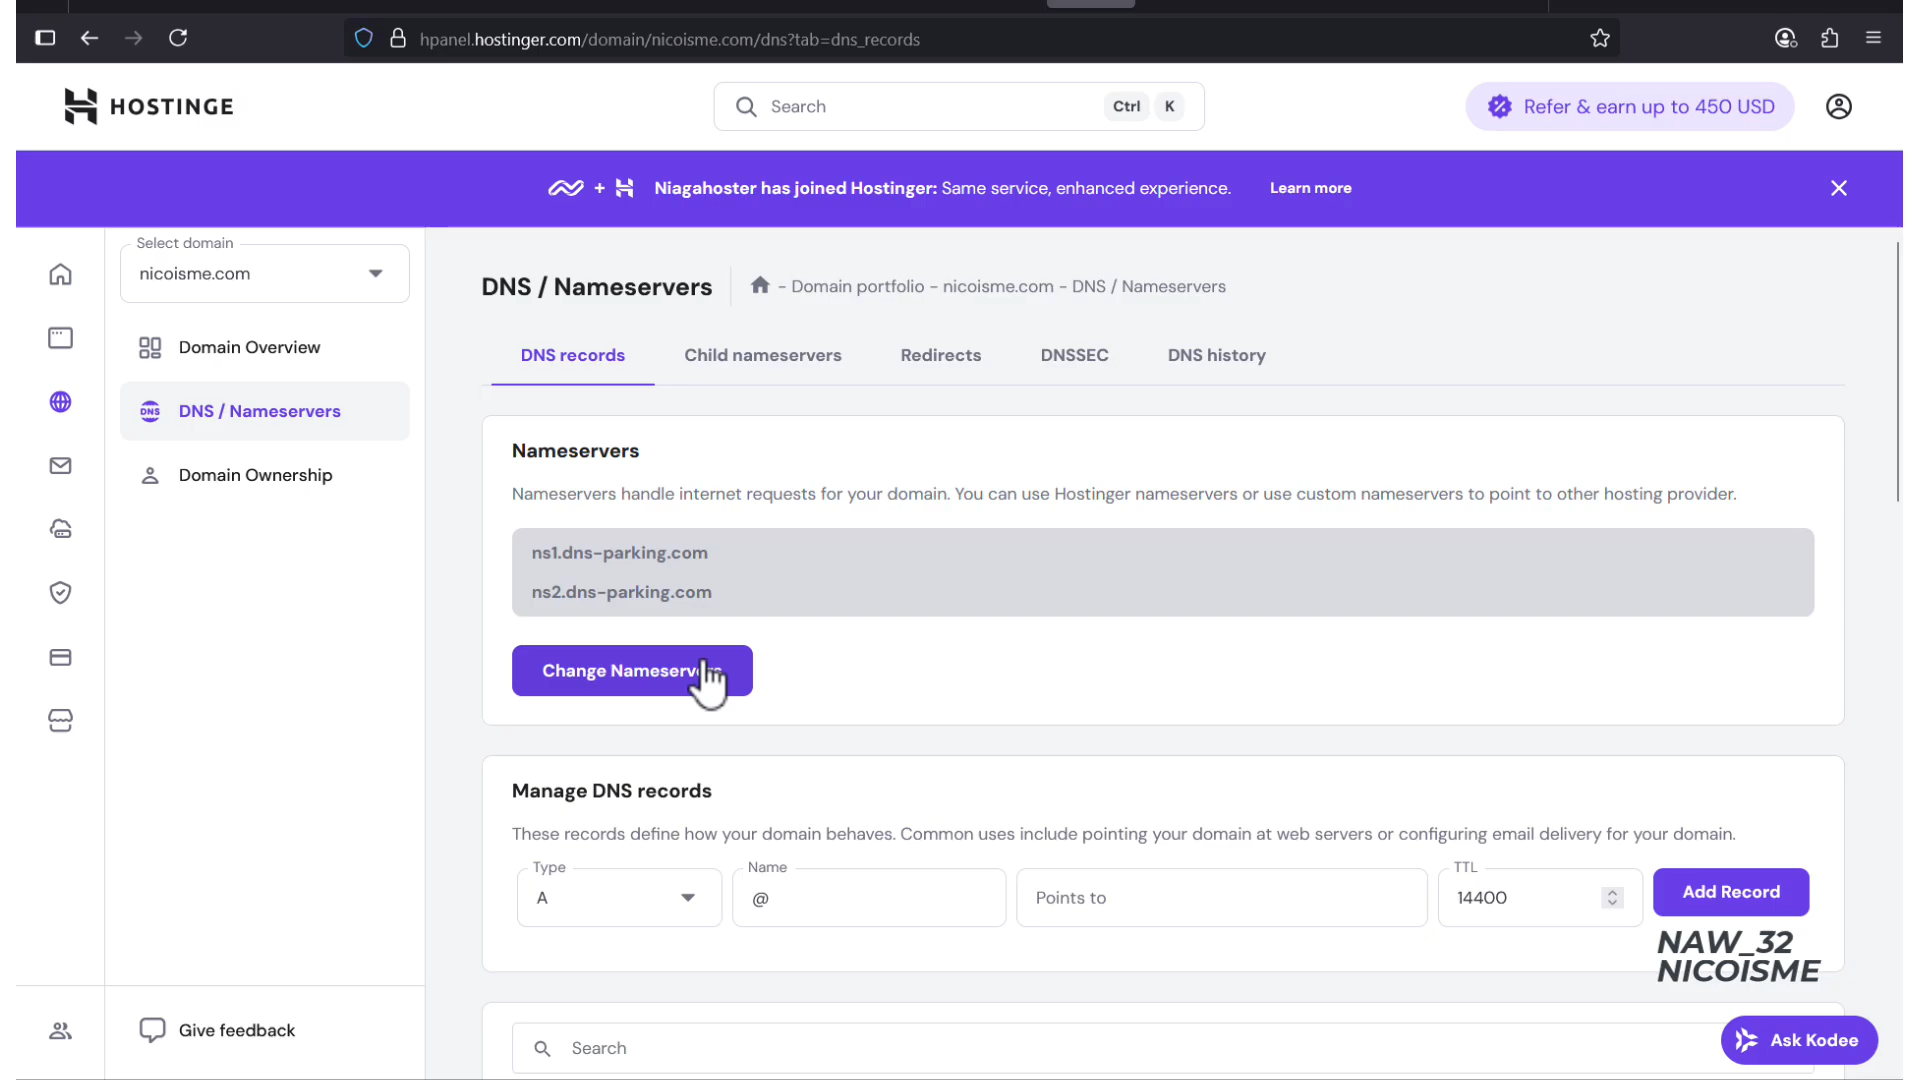 hpanel.hostinger.com/domain/nicoisme.com/dns?tab=dns_records
HOSTINGE
Search
Ctrl K
Refer & earn up to 450 USD
+ Niagahoster has joined Hostinger: Same service, enhanced experience. Learn more
Select domain
nicoisme.com
Domain Overview
DNS
DNS / Nameservers
Domain Ownership
Give feedback
DNS / Nameservers
- Domain portfolio - nicoisme.com - DNS / Nameservers
DNS records
Child nameservers
Redirects
DNSSEC
DNS history
Nameservers
Nameservers handle internet requests for your domain. You can use Hostinger nameservers or use custom nameservers to point to other hosting provider.
ns1.dns-parking.com
ns2.dns-parking.com
Change Nameservers
Manage DNS records
These records define how your domain behaves. Common uses include pointing your domain at web servers or configuring email delivery for your domain.
Type
A
Name
@
Points to
TTL
14400
Add Record
NAW_32
NICOISME
Search
Ask Kodee